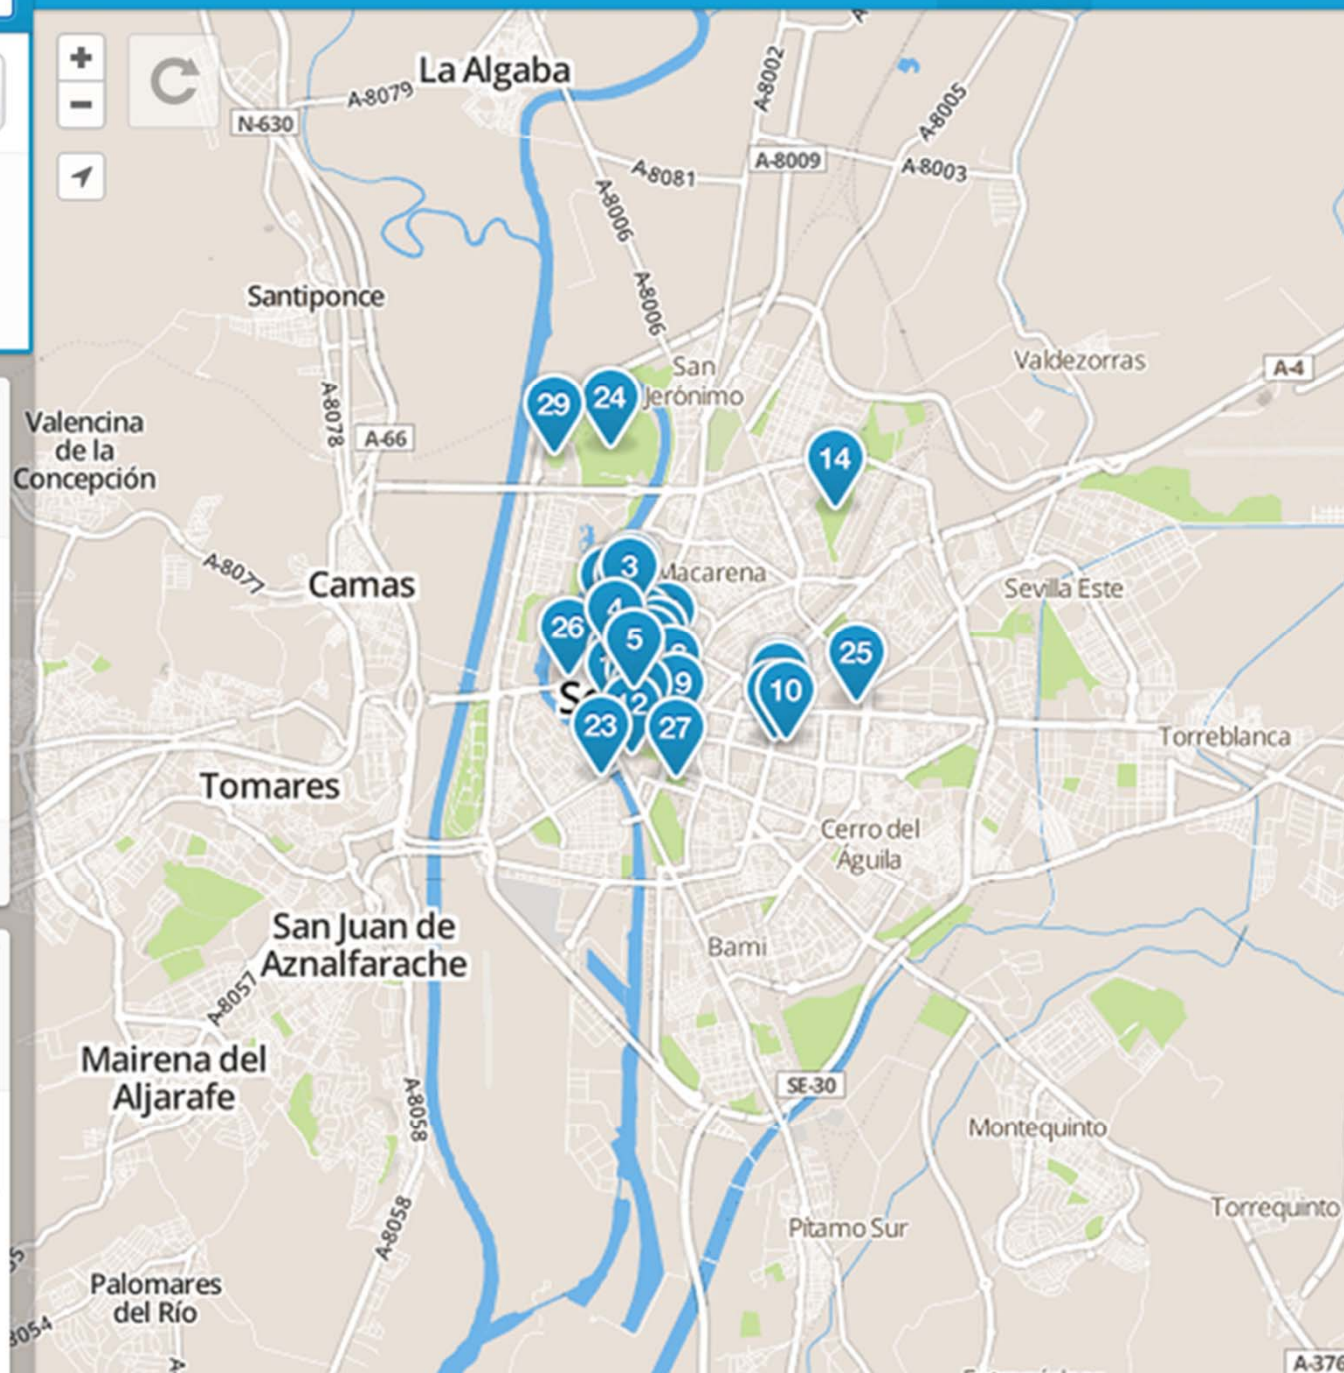 La Algaba
A-8079
N-630
A-8002
A-8005
A-8009
A-8003
A-8081
A-8006
A-8006
Santiponce
San
Jerónimo
Valdezorras
A-4
A-8078
A-66
Valencina
de la
Concepción
29
24
14
A-8077
Camas
3
Macarena
Sevilla Este
4
26
5
25
9
10
12
23
27
Torreblanca
Tomares
Cerro del
Águila
San Juan de
Aznalfarache
Bami
A-8057
Mairena del
Aljarafe
A-8058
SE-30
Montequinto
A-8058
Pítamo Sur
Torrequinto
Palomares
del Río
8054
A-376